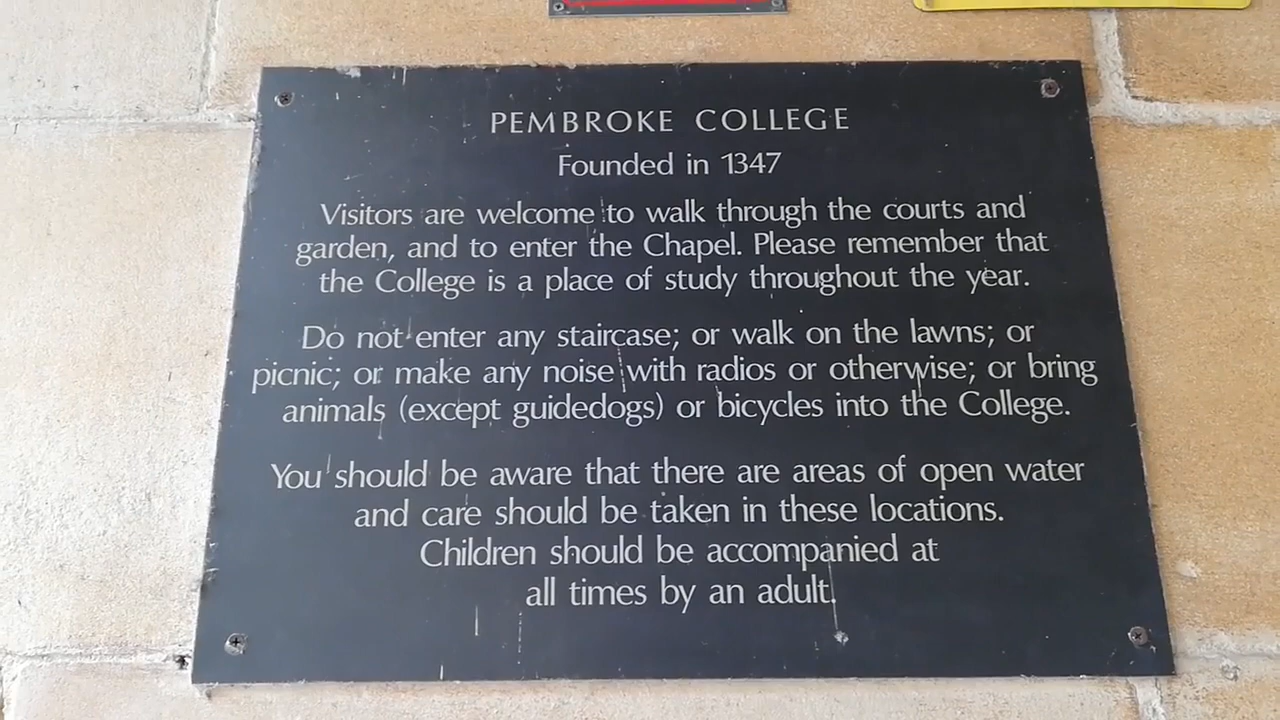 PEMBROKE COLLEGE
Founded in 1347
Visitors are welcome to walk through the courts and
garden, and to enter the Chapel. Please remember that
the College is a place of study throughout the year.
Do not enter any staircase; or walk on the lawns; or
picnic; or make any noise with radios or otherwise; or bring
animals (except guidedogs) or bicycles into the College.
You should be aware that there are areas of open water
and care should be taken in these locations.
Children should be accompanied at
all times by an adult.